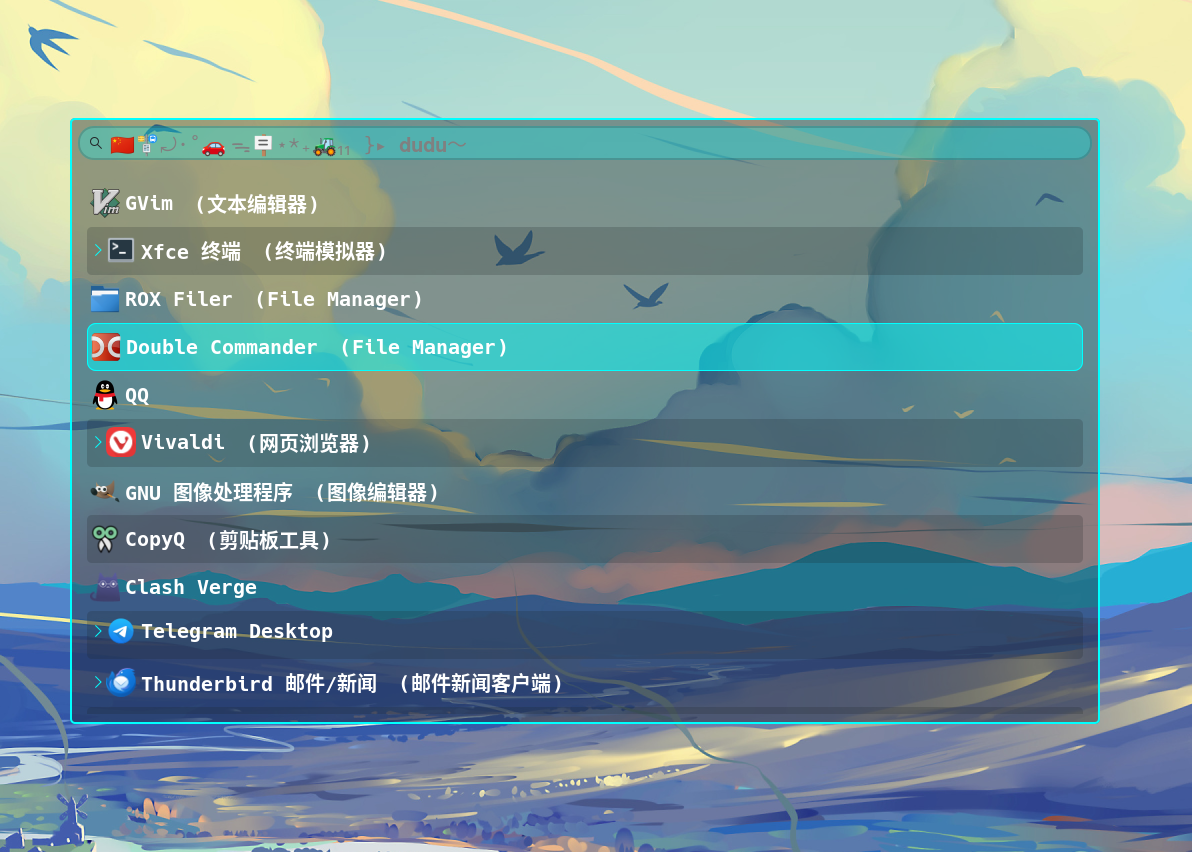 🇨🇳 🚏 ⤾ · ° 🚗 ═ 🪧 ·*﹢🚜₁₁ }▸ dudu～
GVim （文本编辑器）
Xfce 终端 （终端模拟器）
ROX Filer （File Manager）
Double Commander （File Manager）
QQ
Vivaldi （网页浏览器）
GNU 图像处理程序 （图像编辑器）
CopyQ （剪贴板工具）
Clash Verge
Telegram Desktop
Thunderbird 邮件/新闻 （邮件新闻客户端）